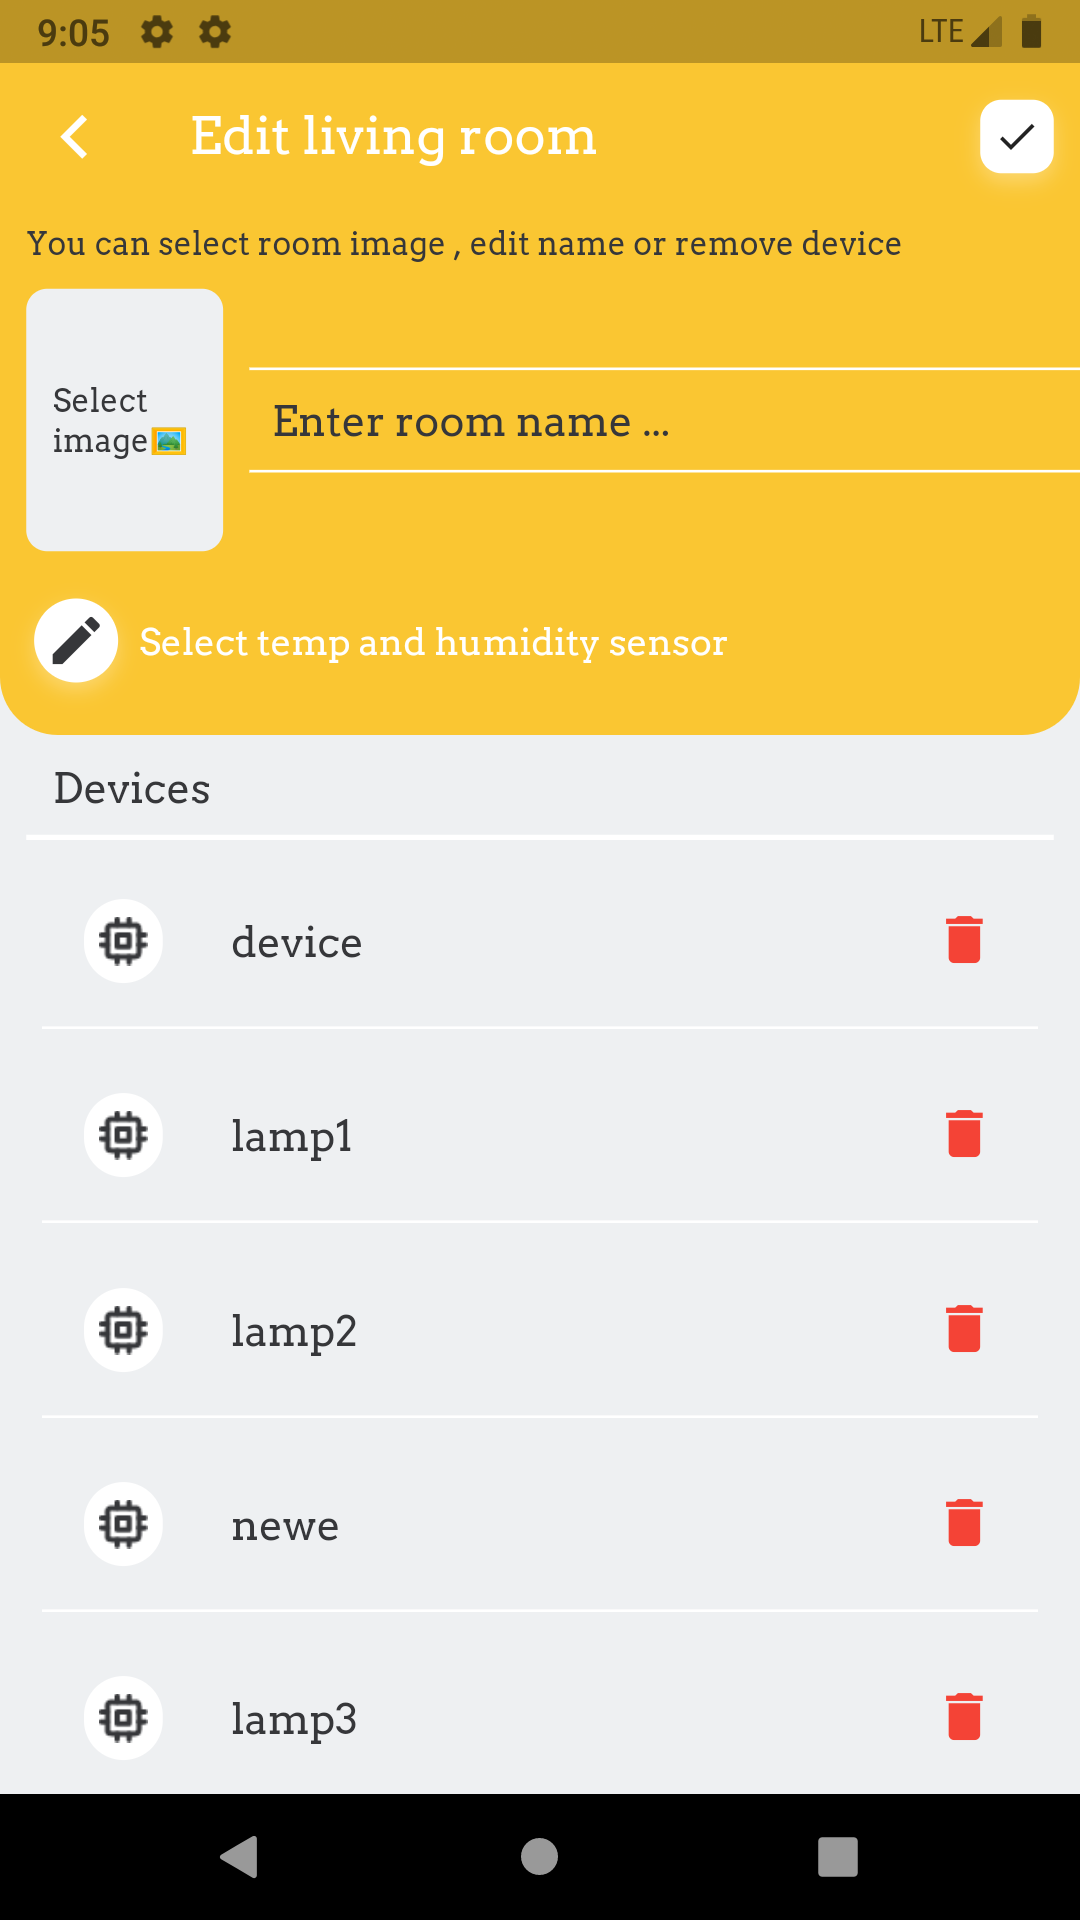 9:05
LTE
Edit living room
You can select room image , edit name or remove device
Select
image🖼️
Enter room name ...
Select temp and humidity sensor
Devices
device
lamp1
lamp2
newe
lamp3